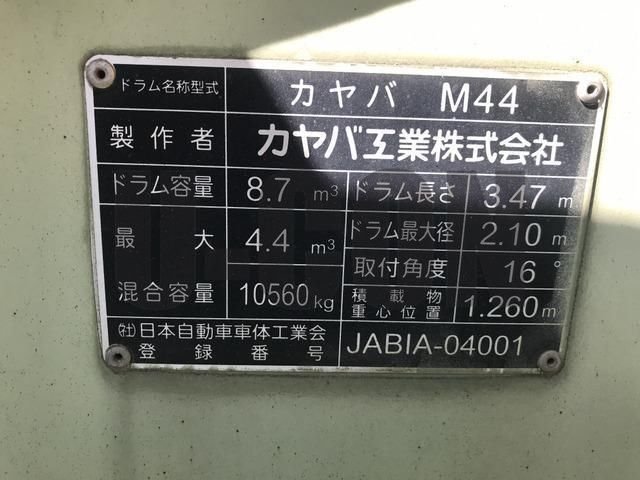 ドラム名称型式 カヤバ M44
製作者 カヤバ工業株式会社
ドラム容量 8.7 m³ ドラム長さ 3.47 m
最大 4.4 m³ ドラム最大径 2.10 m
取付角度 16°
混合容量 10560 kg 積載物重心位置 1.260 m
(社)日本自動車車体工業会
登録番号 JABIA-04001